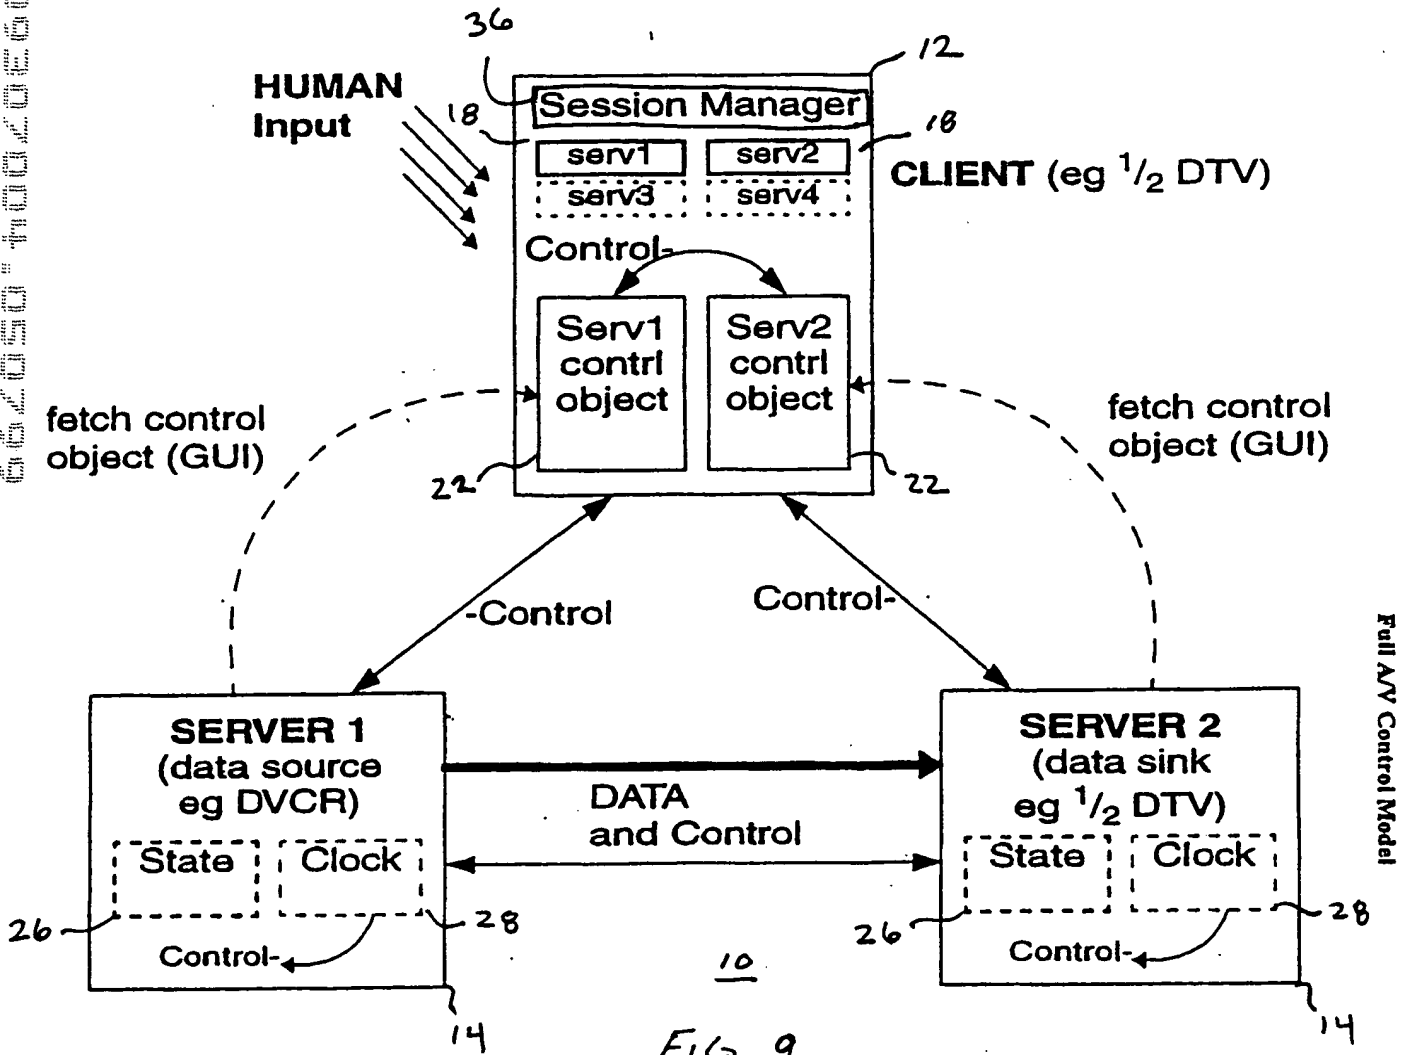 36
12
HUMAN
Input
Session Manager
18
18
serv1
serv2
serv3
serv4
CLIENT (eg 1/2 DTV)
Control-
Serv1
contrl
object
Serv2
contrl
object
fetch control
object (GUI)
fetch control
object (GUI)
22
22
-Control
Control-
Full A/V Control Model
SERVER 1
(data source
eg DVCR)
State
Clock
26
28
Control-
14
DATA
and Control
SERVER 2
(data sink
eg 1/2 DTV)
State
Clock
26
28
Control-
14
10
FIG 9